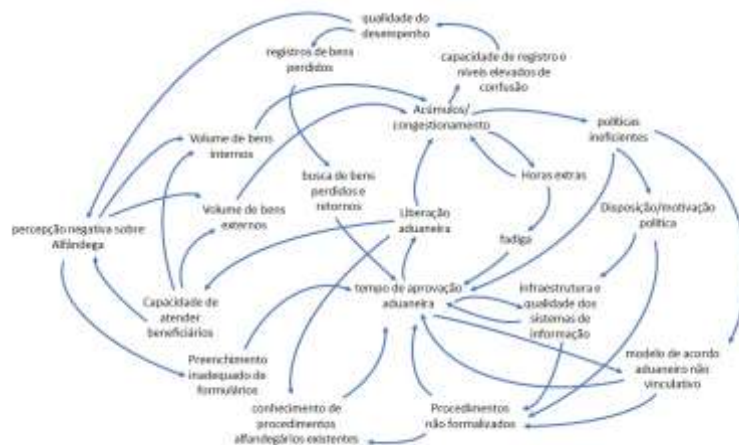 qualidade do
desempenho
registros de bens
perdidos
capacidade de registro e
níveis elevados de
confusão
Acúmulos/
congestionamento
políticas
ineficientes
Volume de bens
internos
busca de bens
perdidos e
retornos
Horas extras
Volume de bens
externos
Liberação
aduaneira
Disposição/motivação
política
percepção negativa sobre
Alfândega
fadiga
Capacidade de
atender
beneficiários
tempo de aprovação
aduaneira
infraestrutura e
qualidade dos
sistemas de
informação
Preenchimento
inadequado de
formulários
modelo de acordo
aduaneiro não
vinculativo
conhecimento de
procedimentos
alfandegários existentes
Procedimentos
não formalizados